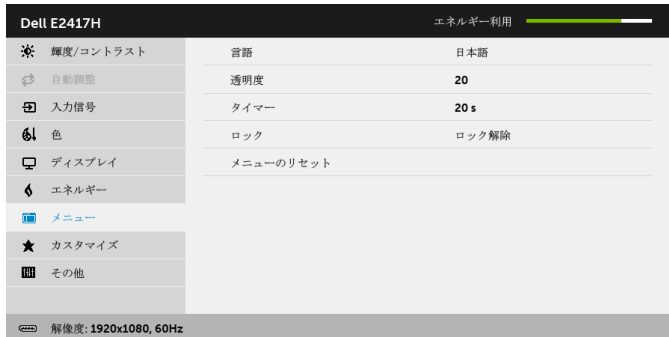 Dell E2417H エネルギー利用
輝度/コントラスト 言語 日本語
自動調整 透明度 20
入力信号 タイマー 20 s
色 ロック ロック解除
ディスプレイ メニューのリセット
エネルギー
メニュー
カスタマイズ
その他
解像度: 1920x1080, 60Hz